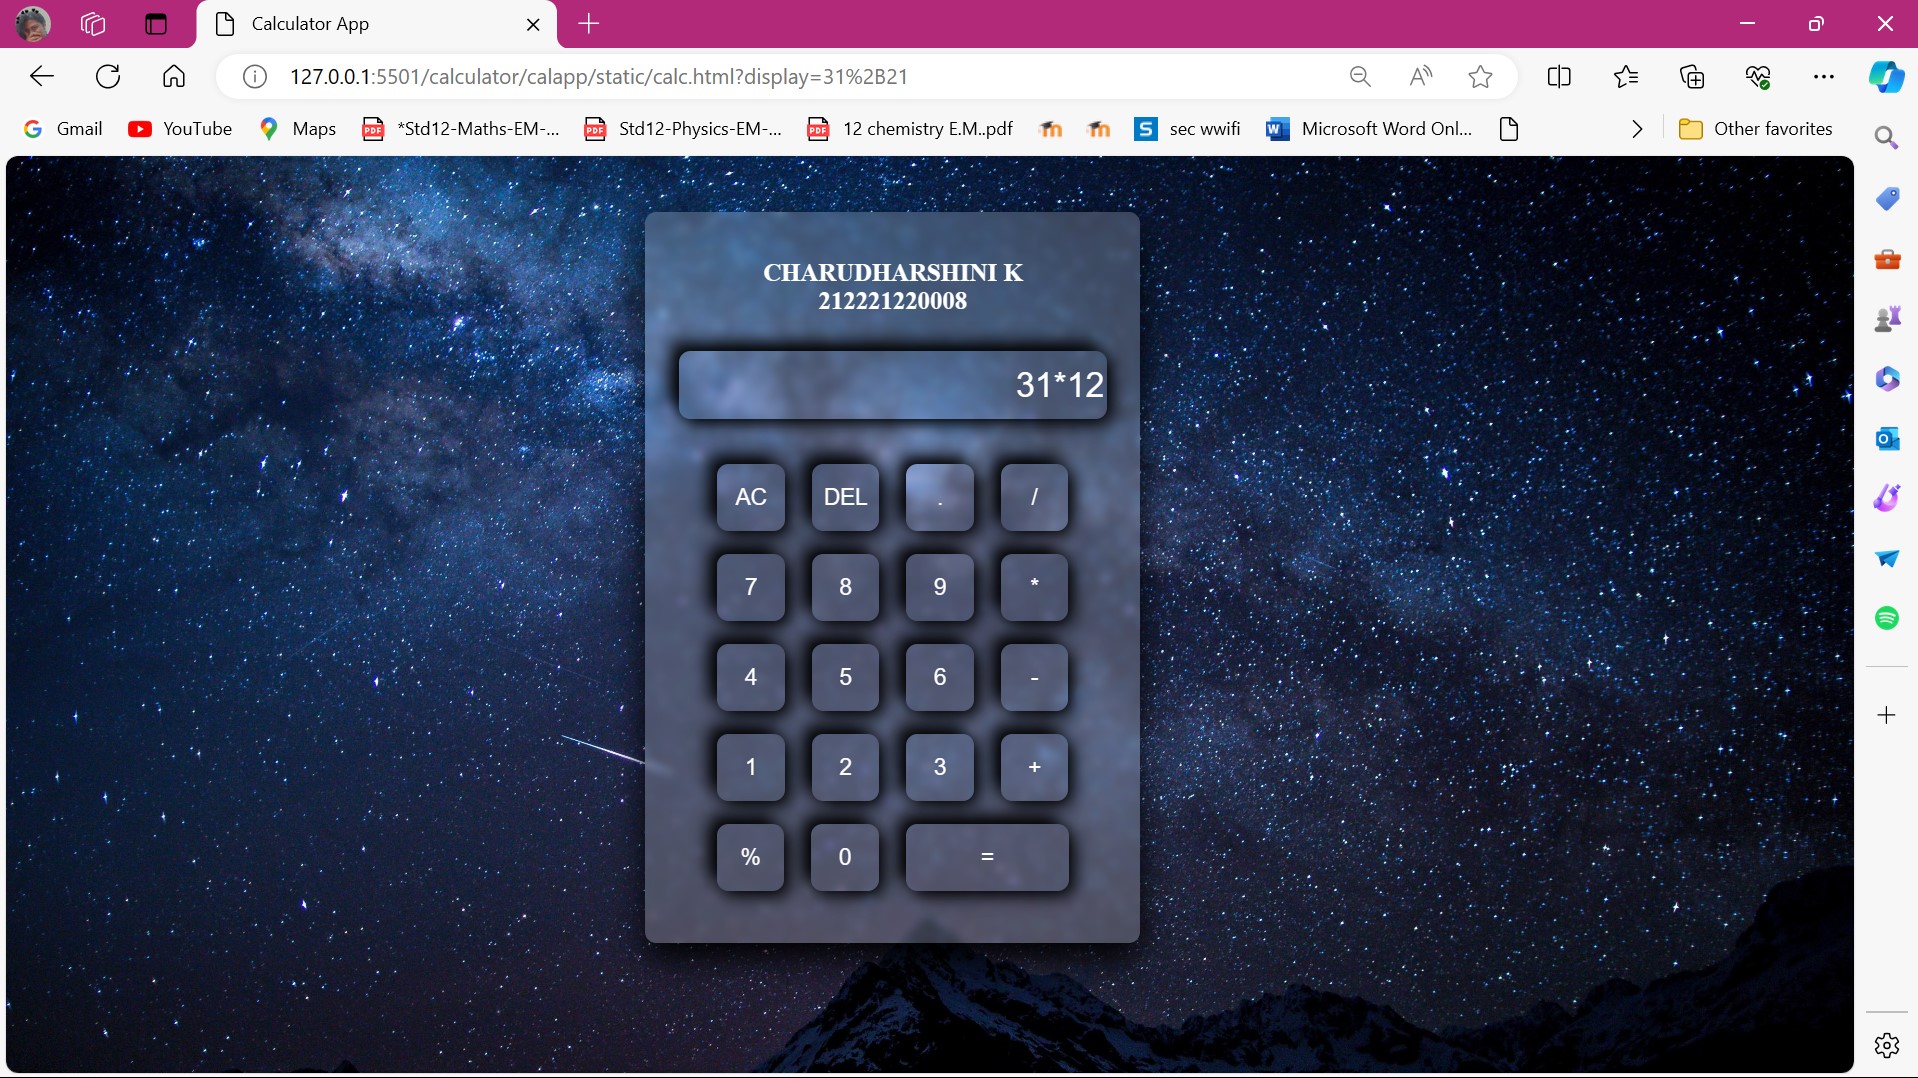 Calculator App
127.0.0.1:5501/calculator/calapp/static/calc.html?display=31%2B21
Gmail YouTube Maps *Std12-Maths-EM-... Std12-Physics-EM-... 12 chemistry E.M..pdf sec wwifi Microsoft Word Onl... Other favorites
CHARUDHARSHINI K
212221220008
31*12
AC DEL . /
7 8 9 *
4 5 6 -
1 2 3 +
% 0 =